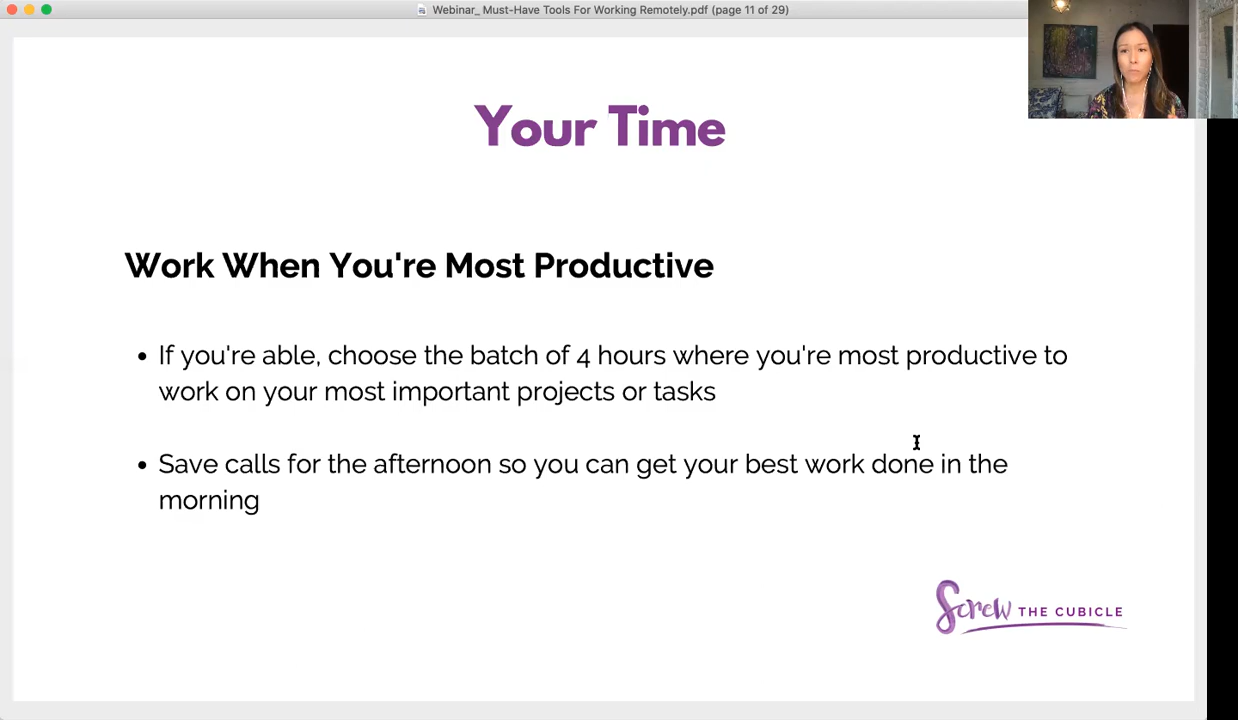 Webinar_ Must-Have Tools For Working Remotely.pdf (page 11 of 29)
Your Time
Work When You're Most Productive
• If you're able, choose the batch of 4 hours where you're most productive to
work on your most important projects or tasks
• Save calls for the afternoon so you can get your best work done in the
morning
Screw THE CUBICLE